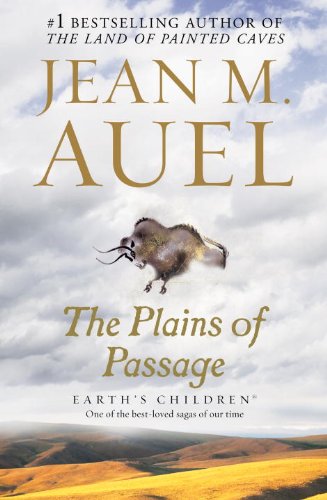 #1 BESTSELLING AUTHOR OF
THE LAND OF PAINTED CAVES
JEAN M.
AUEL
The Plains of
Passage
EARTH'S CHILDREN®
One of the best-loved sagas of our time